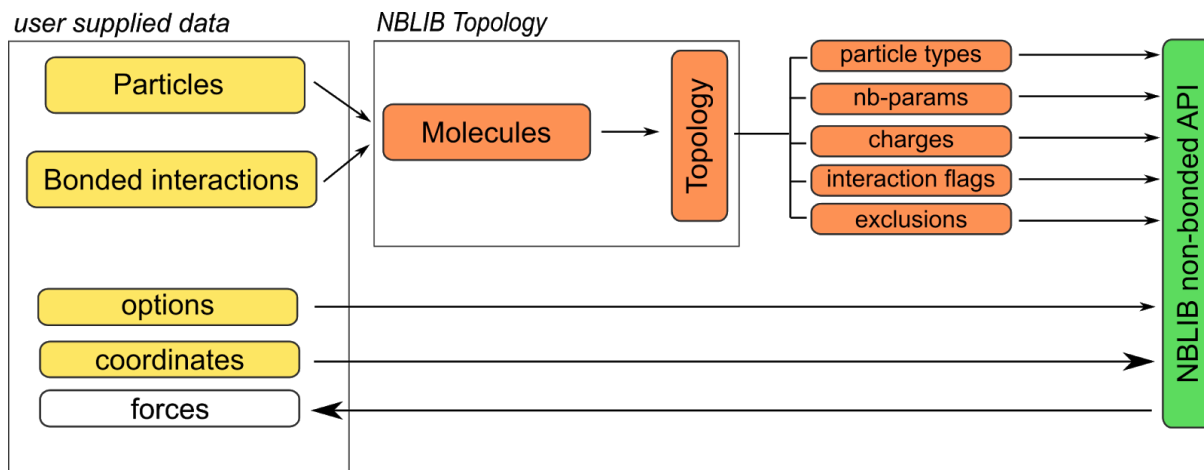 user supplied data
NBLIB Topology
Particles
Bonded interactions
Molecules
Topology
particle types
nb-params
charges
interaction flags
exclusions
options
coordinates
forces
NBLIB non-bonded API